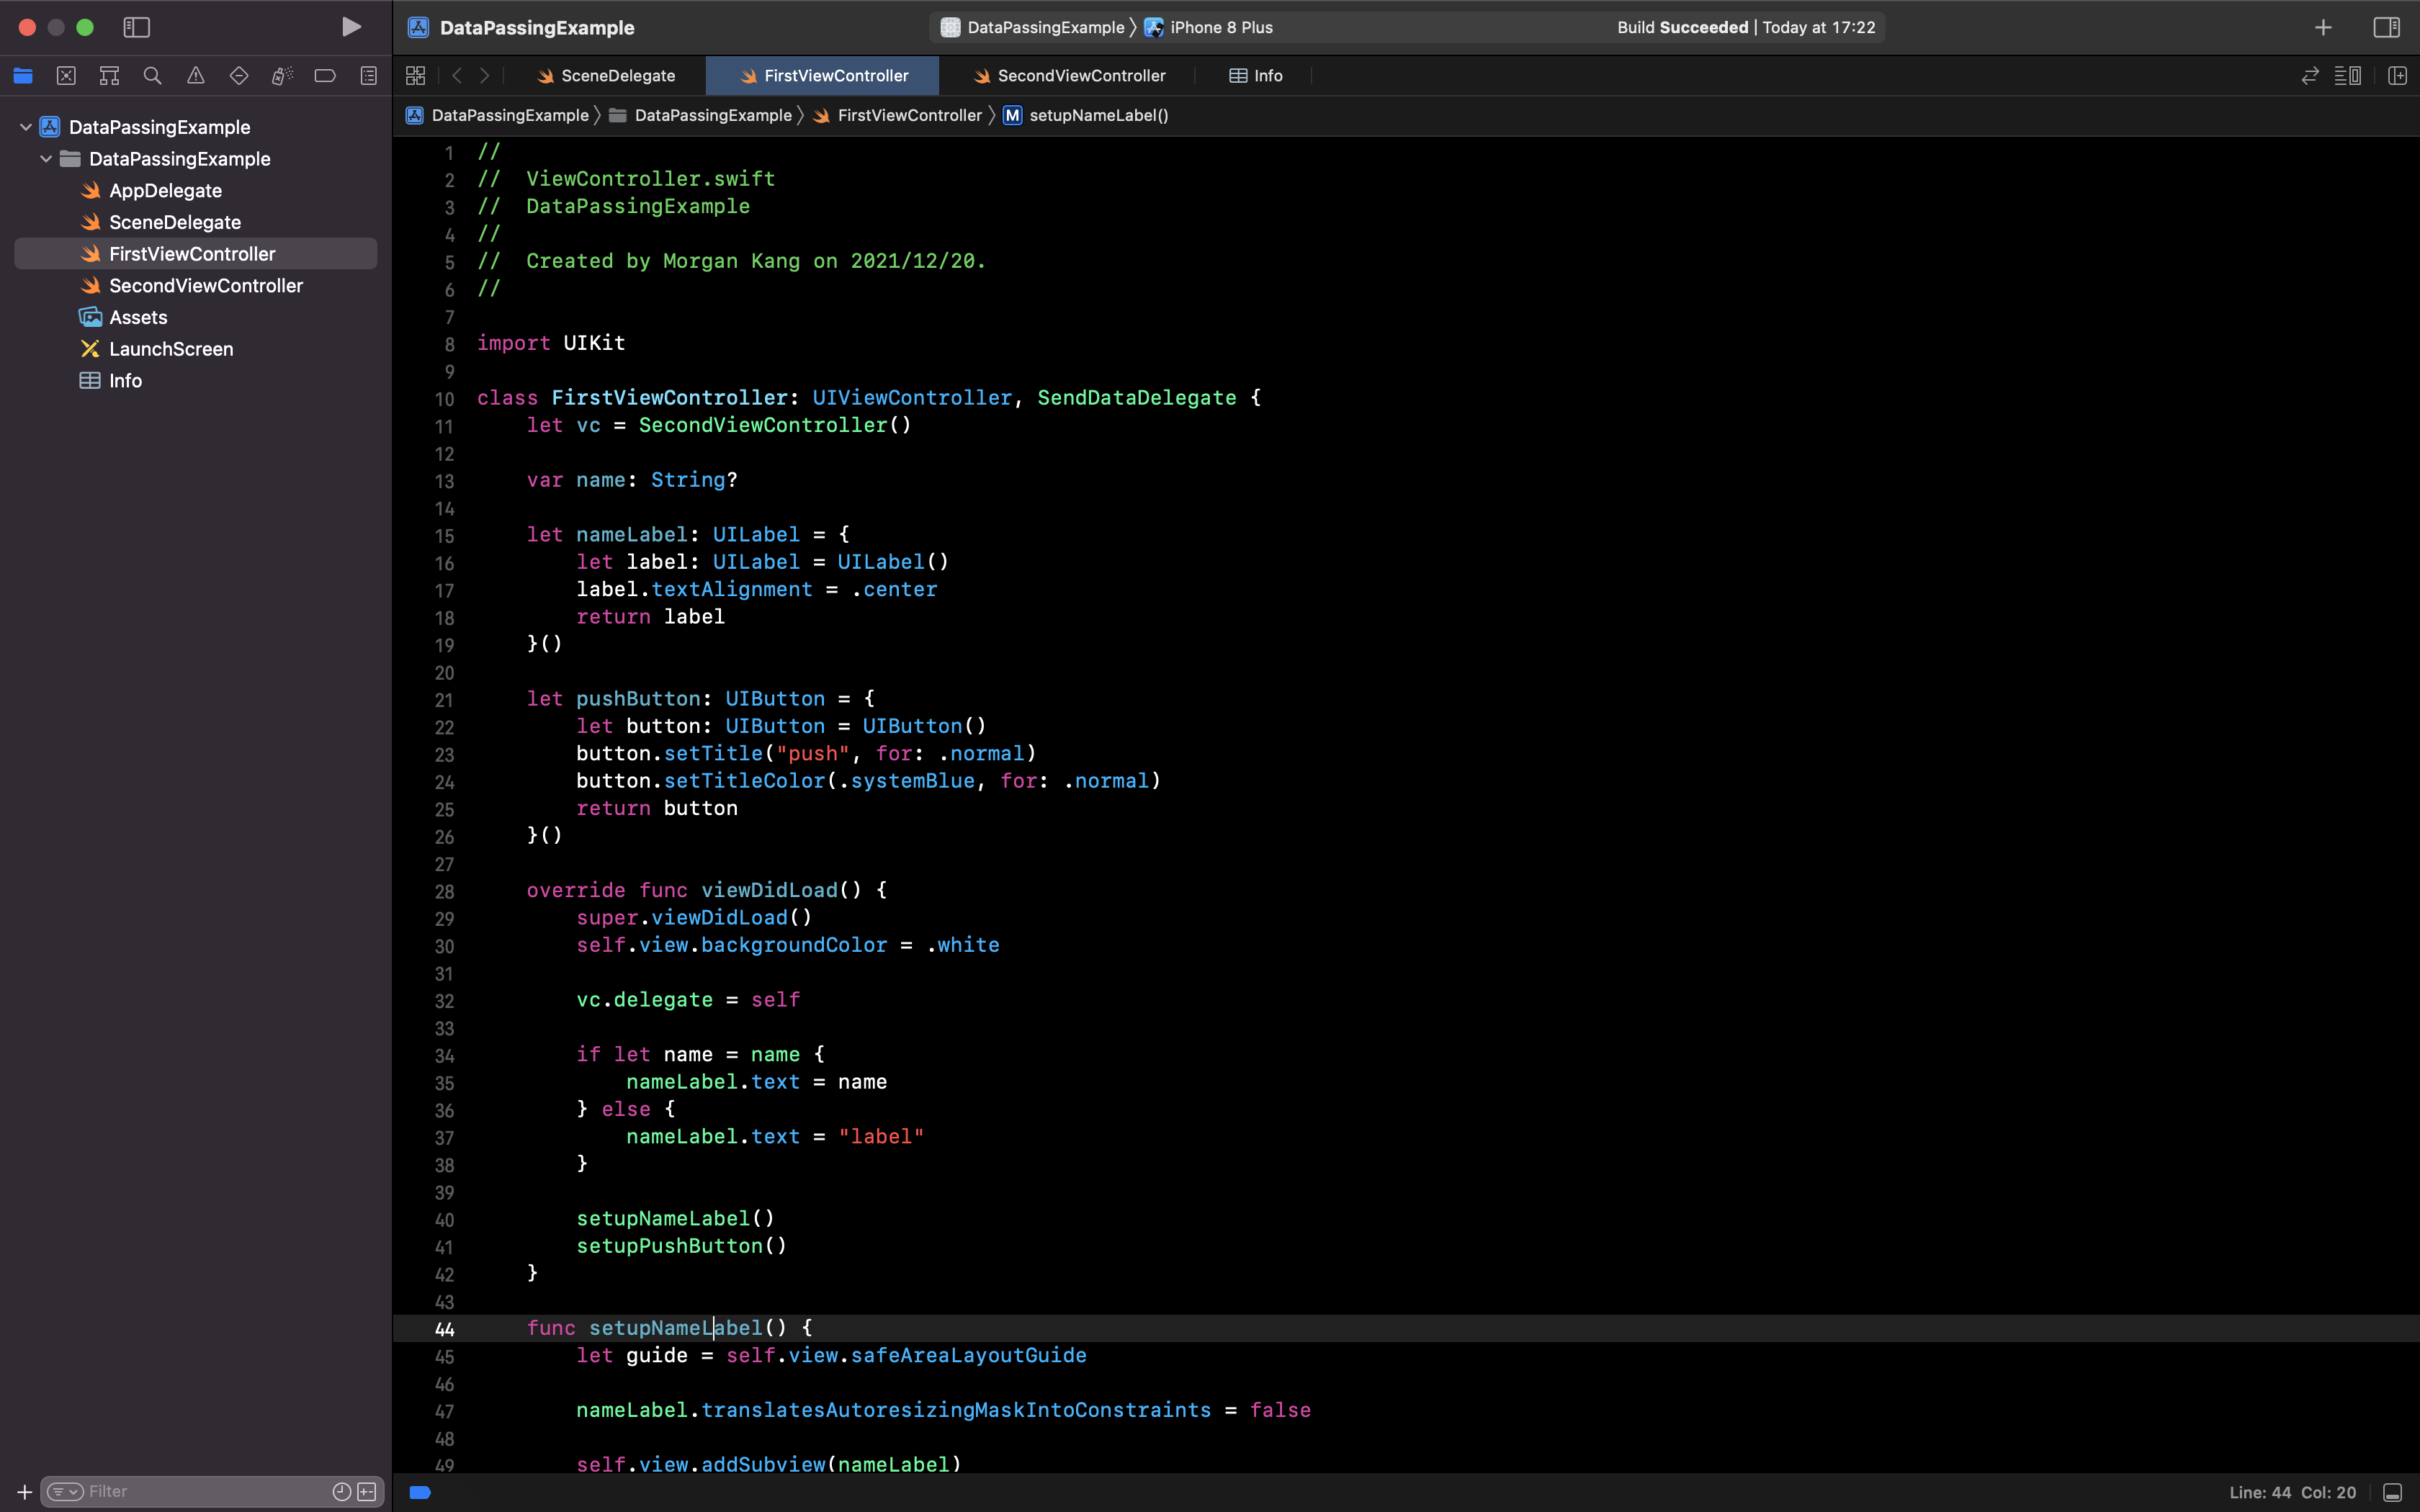 DataPassingExample
DataPassingExample 〉 iPhone 8 Plus
Build Succeeded | Today at 17:22
SceneDelegate
FirstViewController
SecondViewController
Info
DataPassingExample 〉 DataPassingExample 〉 FirstViewController 〉 M setupNameLabel()
DataPassingExample
DataPassingExample
AppDelegate
SceneDelegate
FirstViewController
SecondViewController
Assets
LaunchScreen
Info
1 //
2 //  ViewController.swift
3 //  DataPassingExample
4 //
5 //  Created by Morgan Kang on 2021/12/20.
6 //
7
8 import UIKit
9
10 class FirstViewController: UIViewController, SendDataDelegate {
11     let vc = SecondViewController()
12
13     var name: String?
14
15     let nameLabel: UILabel = {
16         let label: UILabel = UILabel()
17         label.textAlignment = .center
18         return label
19     }()
20
21     let pushButton: UIButton = {
22         let button: UIButton = UIButton()
23         button.setTitle("push", for: .normal)
24         button.setTitleColor(.systemBlue, for: .normal)
25         return button
26     }()
27
28     override func viewDidLoad() {
29         super.viewDidLoad()
30         self.view.backgroundColor = .white
31
32         vc.delegate = self
33
34         if let name = name {
35             nameLabel.text = name
36         } else {
37             nameLabel.text = "label"
38         }
39
40         setupNameLabel()
41         setupPushButton()
42     }
43
44     func setupNameLabel() {
45         let guide = self.view.safeAreaLayoutGuide
46
47         nameLabel.translatesAutoresizingMaskIntoConstraints = false
48
49         self.view.addSubview(nameLabel)
Filter
Line: 44  Col: 20